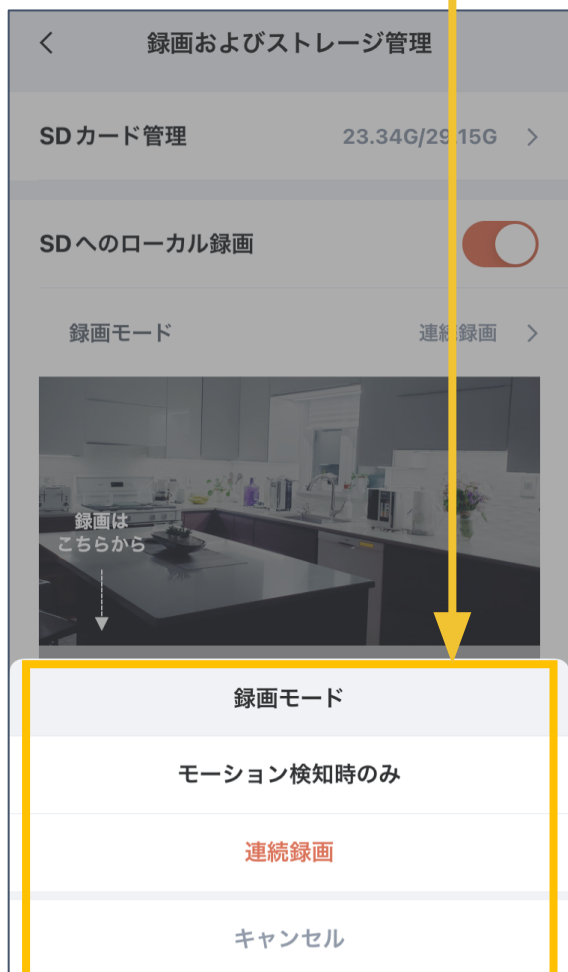 録画およびストレージ管理
SDカード管理 23.34G/29.15G
SDへのローカル録画
録画モード 連続録画
録画は
こちらから
録画モード
モーション検知時のみ
連続録画
キャンセル